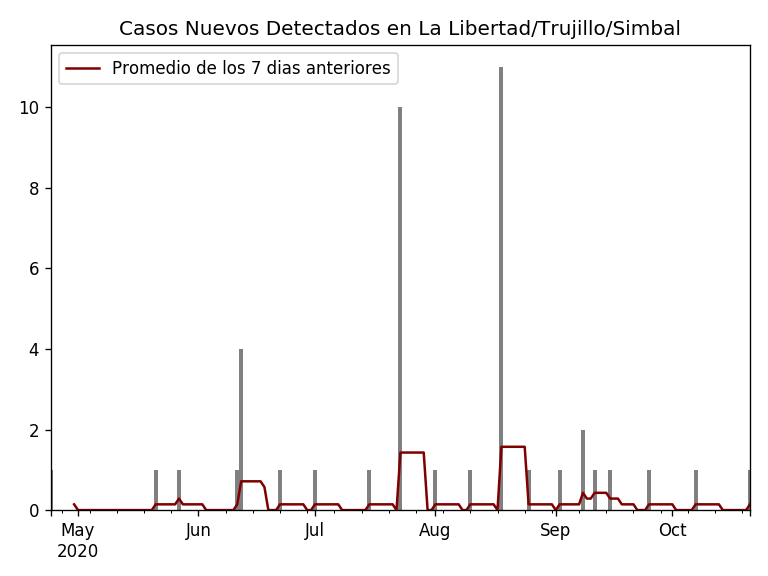 Casos Nuevos Detectados en La Libertad/Trujillo/Simbal
Promedio de los 7 dias anteriores
10
8
6
4
2
0
May Jun Jul Aug Sep Oct
2020